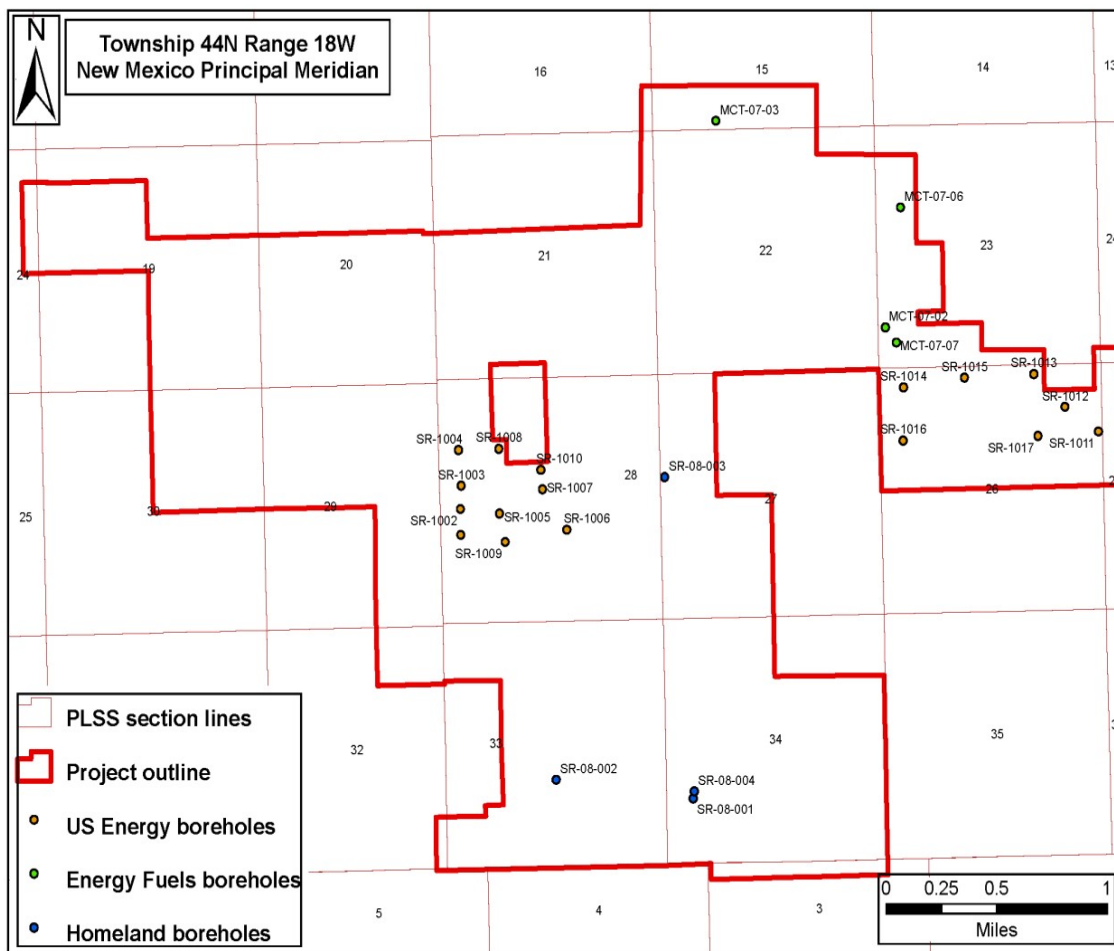 N
Township 44N Range 18W
New Mexico Principal Meridian
16
15
14
13
MCT-07-03
MCT-07-06
24
19
20
21
22
23
24
MCT-07-02
MCT-07-07
SR-1013
SR-1015
SR-1014
SR-1012
SR-1016
SR-1017
SR-1011
SR-1004
SR-1008
SR-1010
SR-1003
SR-1007
28
SR-08-003
27
26
25
30
29
SR-1002
SR-1005
SR-1006
SR-1009
32
33
34
35
SR-08-002
SR-08-004
SR-08-001
5
4
3
PLSS section lines
Project outline
US Energy boreholes
Energy Fuels boreholes
Homeland boreholes
0 0.25 0.5 1
Miles